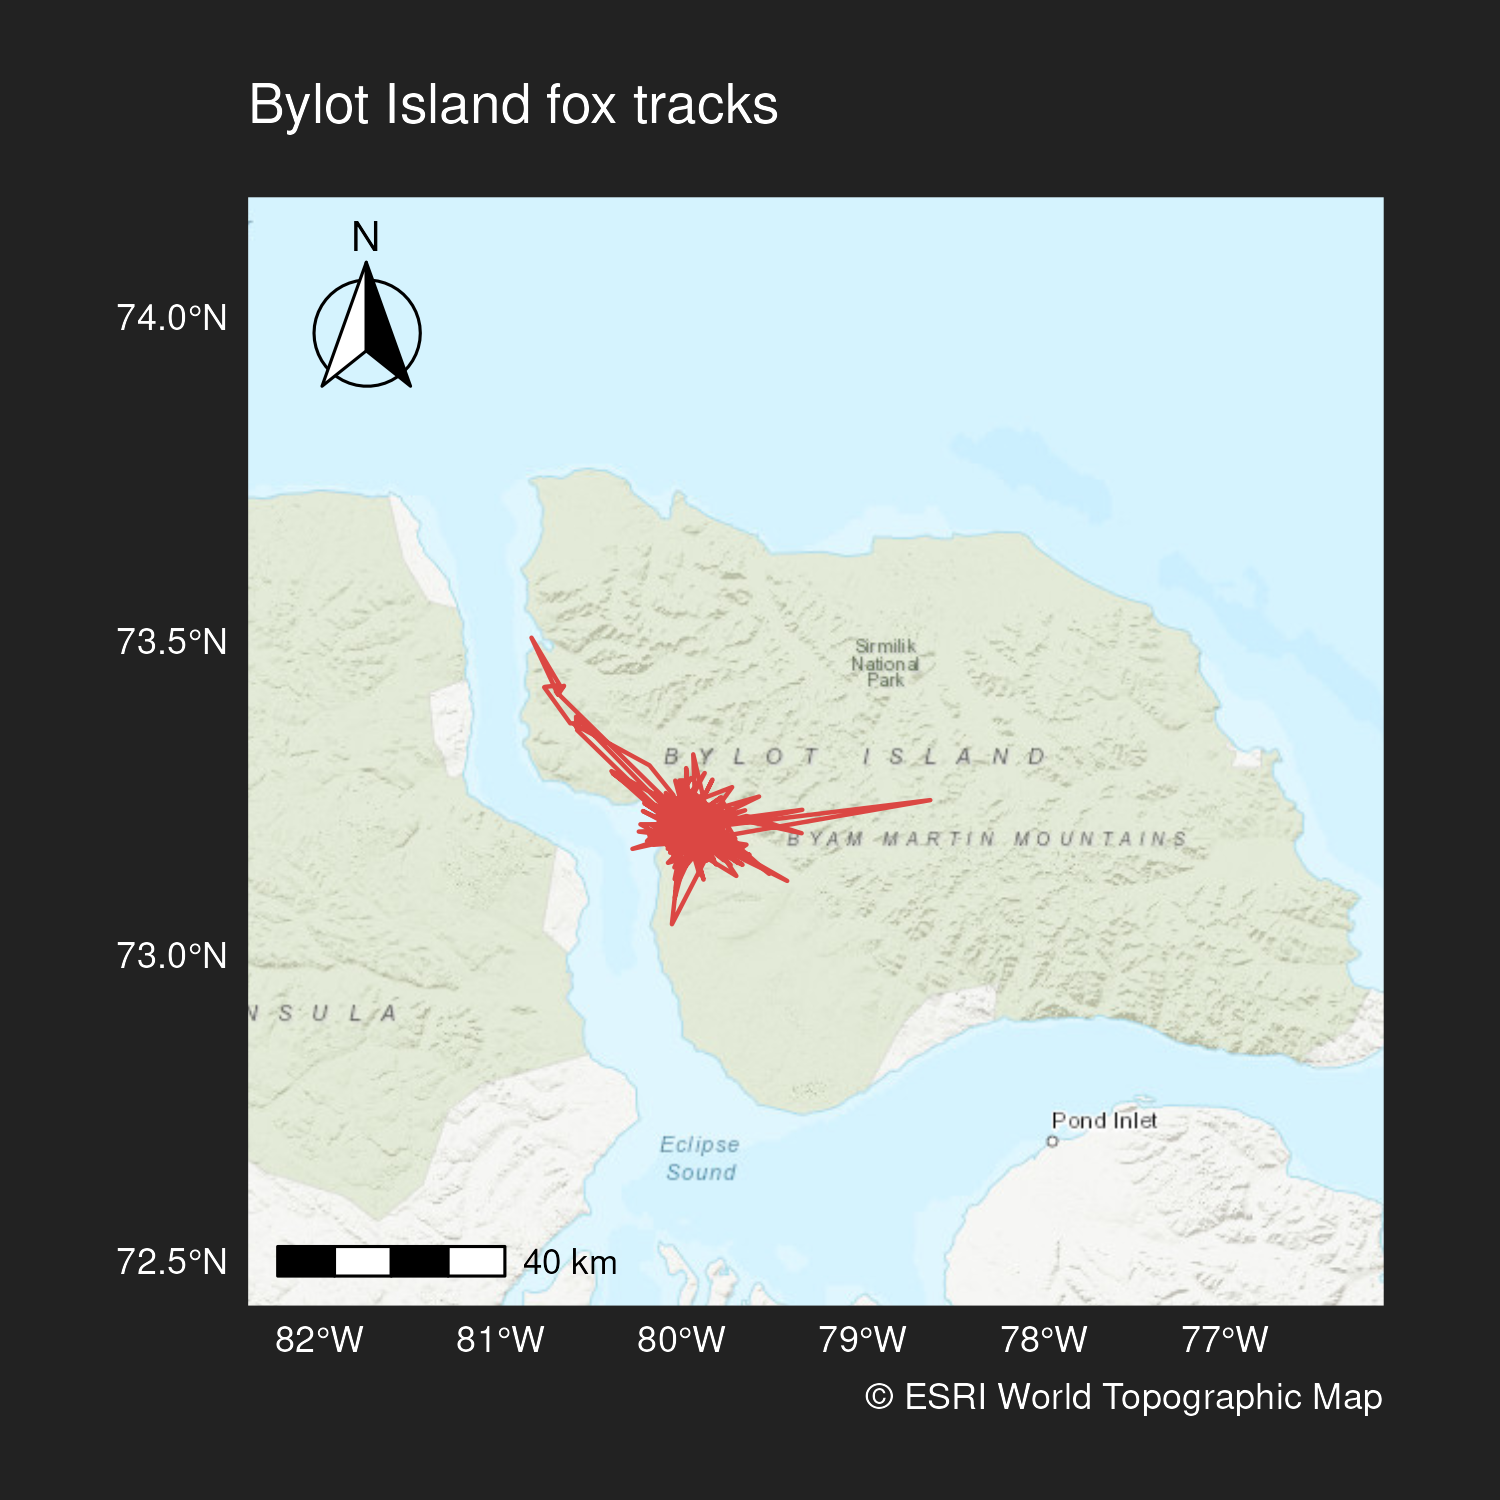 Bylot Island fox tracks
N
74.0°N
73.5°N
Sirmilik
National
Park
BYLOT ISLAND
BYAM MARTIN MOUNTAINS
73.0°N
NSULA
Pond Inlet
Eclipse
Sound
72.5°N
40 km
82°W 81°W 80°W 79°W 78°W 77°W
© ESRI World Topographic Map